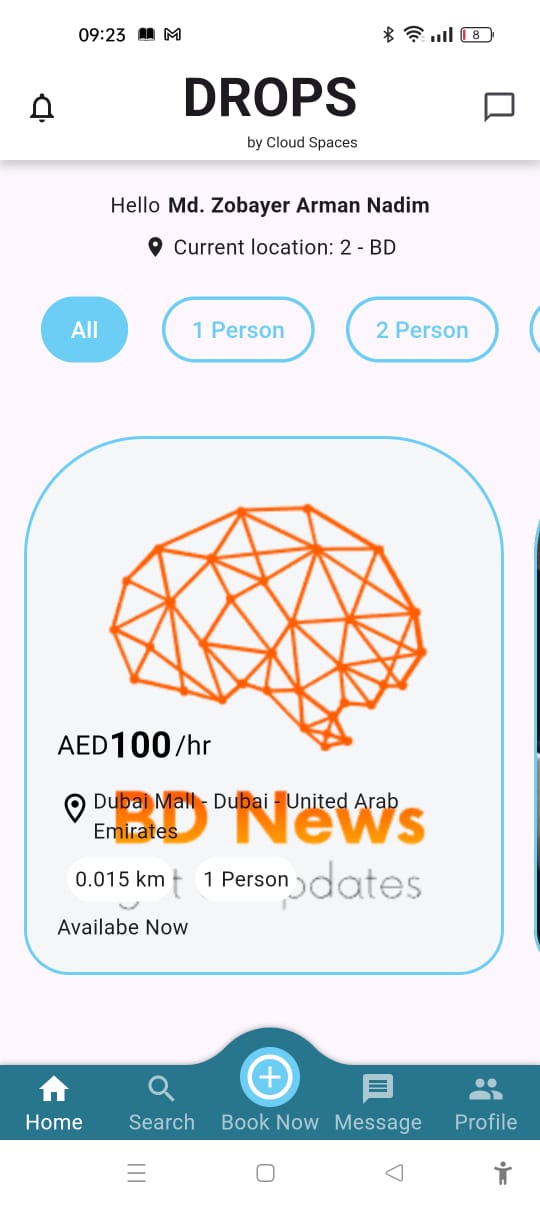 09:23
8
DROPS
by Cloud Spaces
Hello Md. Zobayer Arman Nadim
Current location: 2 - BD
All
1 Person
2 Person
AED100/hr
Dubai Mall - Dubai - United Arab
Emirates
BD News
0.015 km
1 Person
Availabe Now
Home
Search
Book Now
Message
Profile